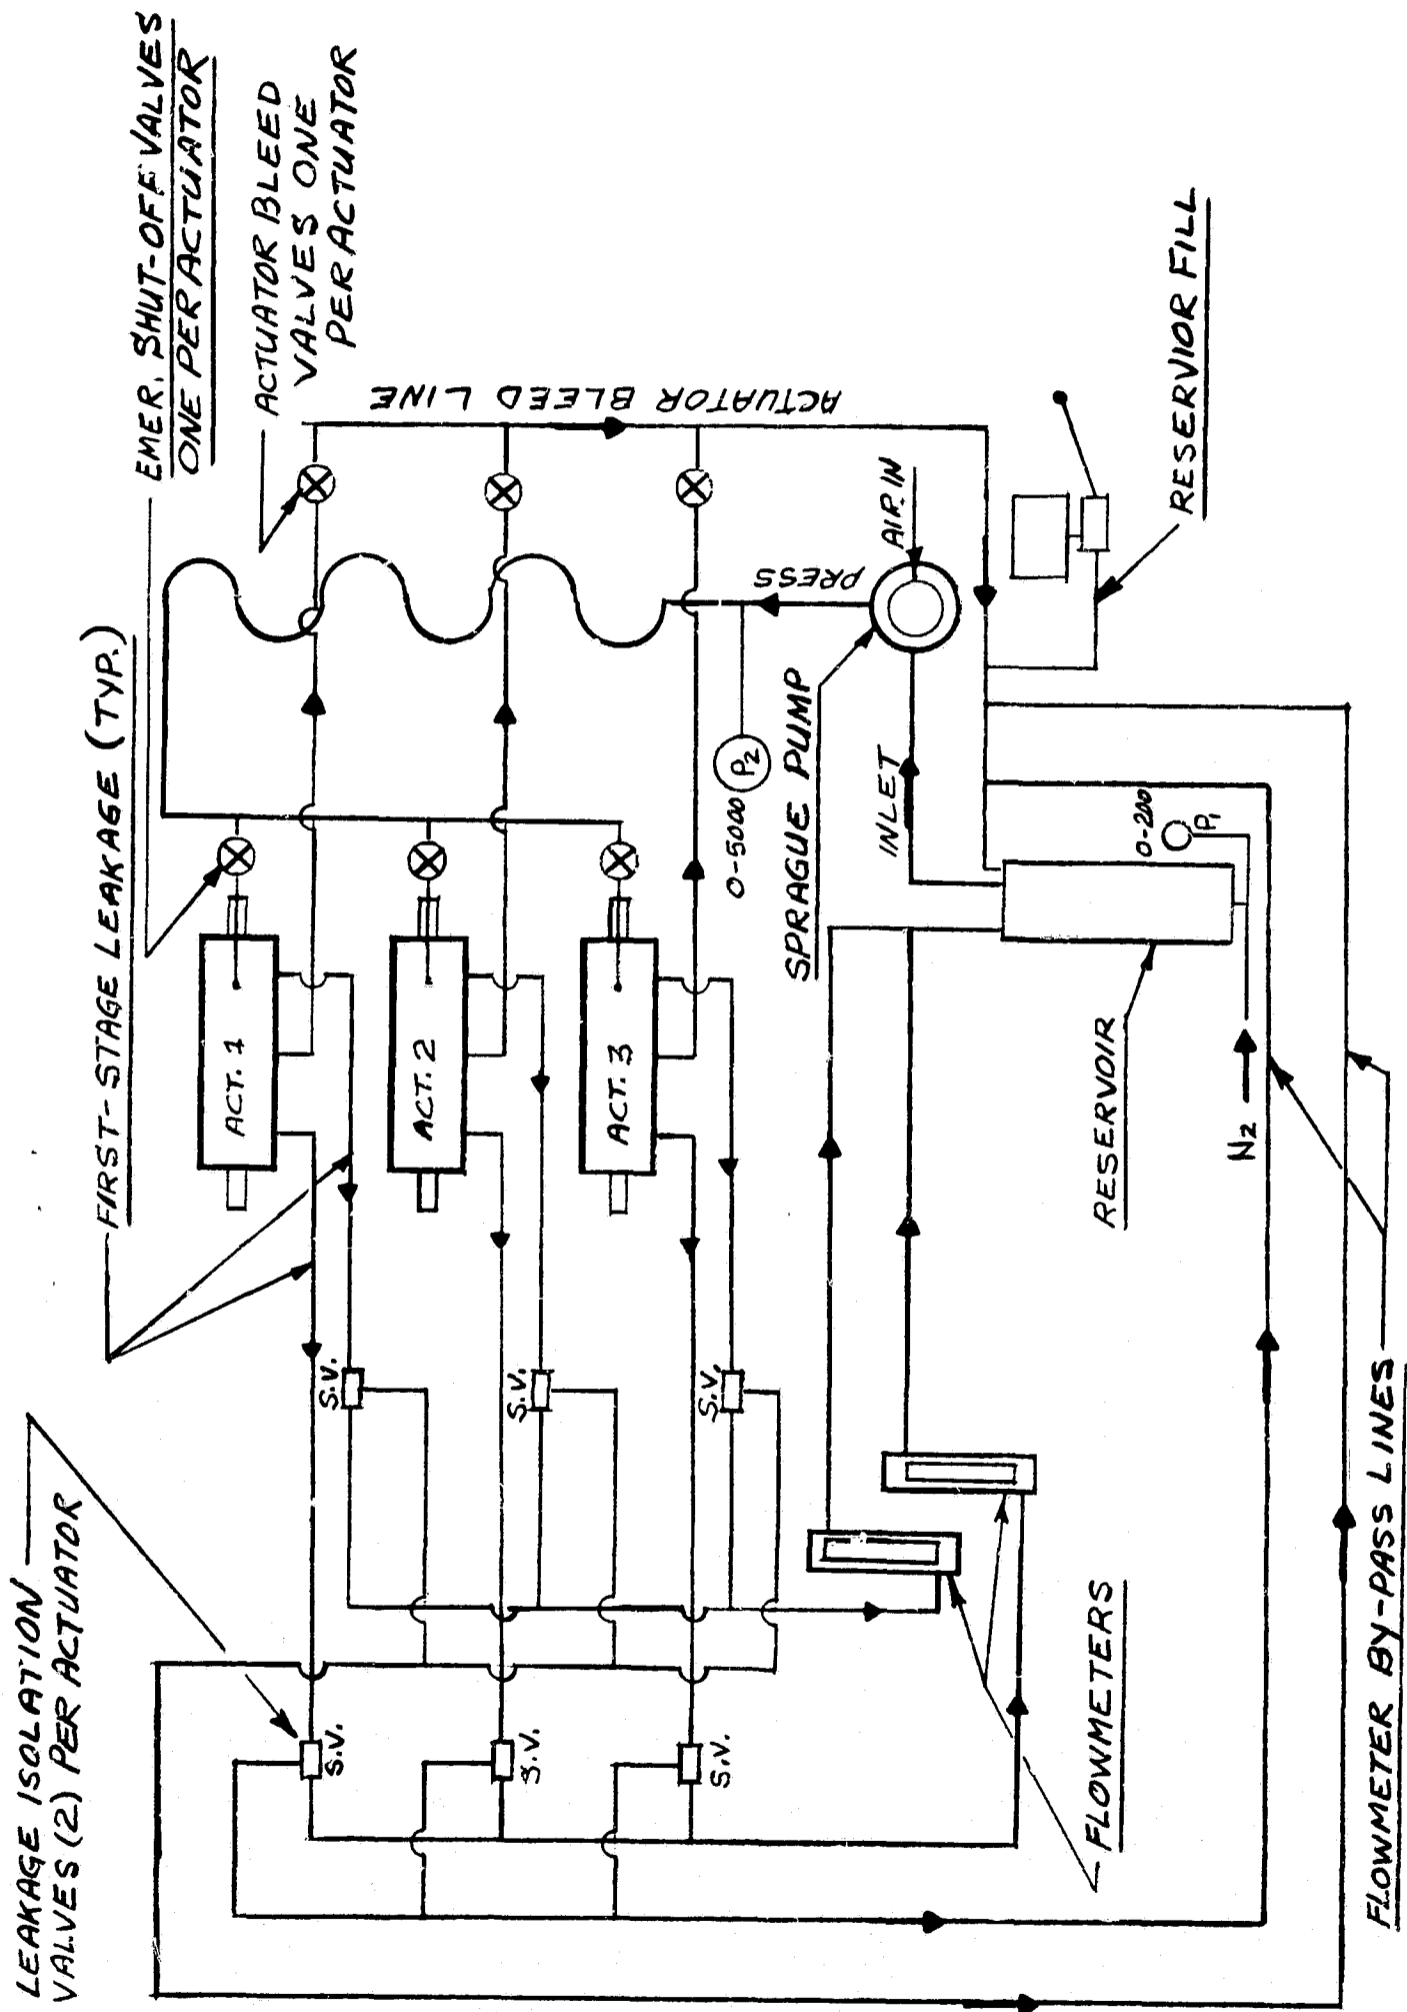 LEAKAGE ISOLATION
VALVES (2) PER ACTUATOR
FIRST-STAGE LEAKAGE (TYP.)
EMER. SHUT-OFF VALVES
ONE PER ACTUATOR
ACTUATOR BLEED
VALVES ONE
PER ACTUATOR
ACTUATOR BLEED LINE
ACT. 1
ACT. 2
ACT. 3
S.V.
S.V.
S.V.
S.V.
S.V.
S.V.
0-5000
P2
PRESS
AIR IN
SPRAGUE PUMP
INLET
RESERVIOR FILL
0-200
P1
RESERVOIR
N2
FLOWMETERS
FLOWMETER BY-PASS LINES